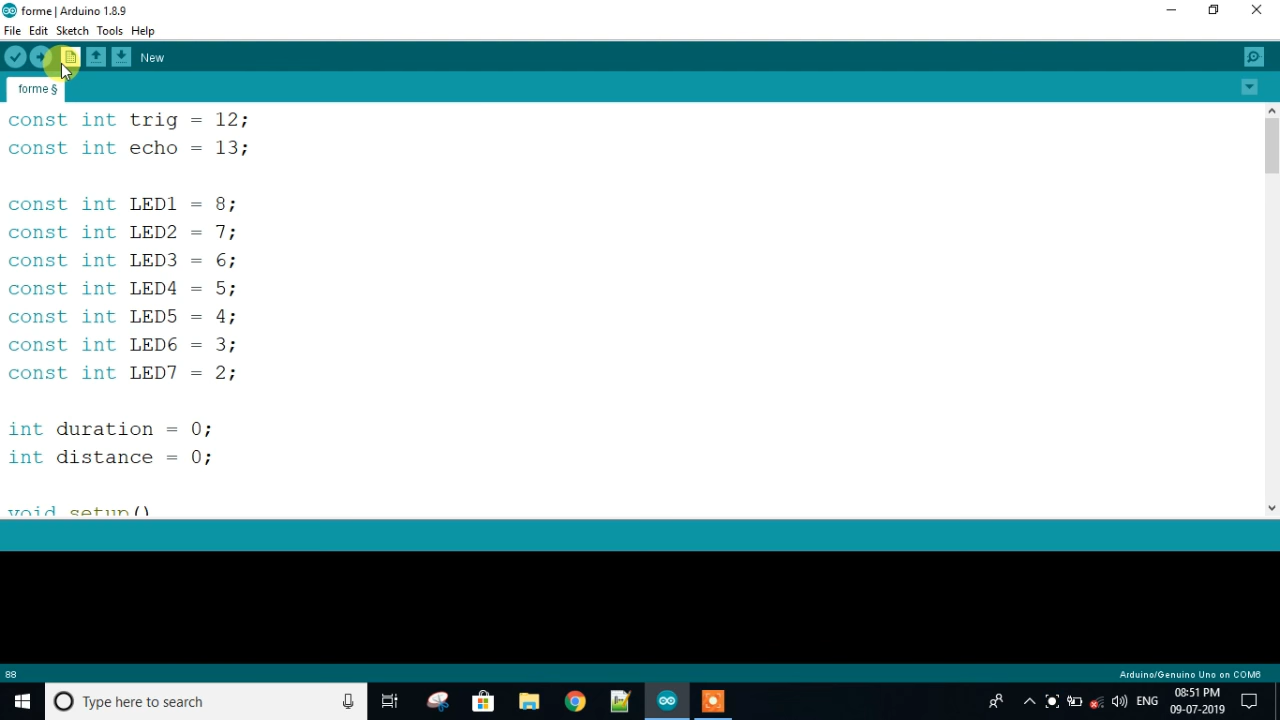 forme | Arduino 1.8.9
File Edit Sketch Tools Help
New
forme §
const int trig = 12;
const int echo = 13;
const int LED1 = 8;
const int LED2 = 7;
const int LED3 = 6;
const int LED4 = 5;
const int LED5 = 4;
const int LED6 = 3;
const int LED7 = 2;
int duration = 0;
int distance = 0;
void setup()
88
Arduino/Genuino Uno on COM6
Type here to search
ENG
08:51 PM
09-07-2019